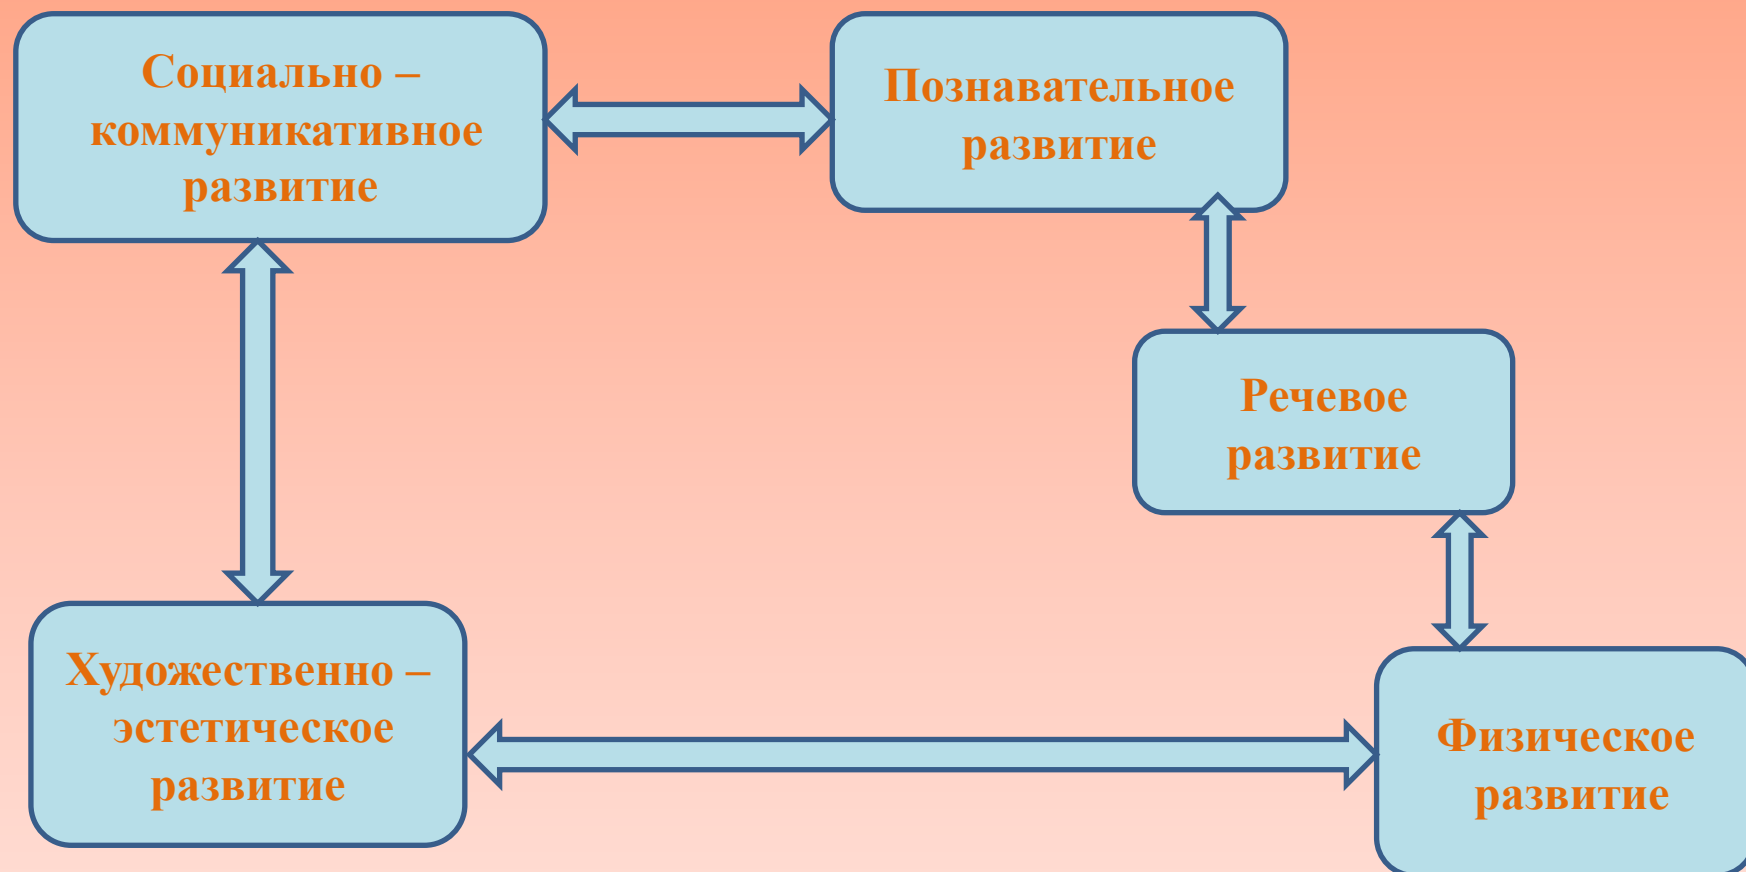 Социально –
коммуникативное
развитие
Познавательное
развитие
Речевое
развитие
Художественно –
эстетическое
развитие
Физическое
развитие